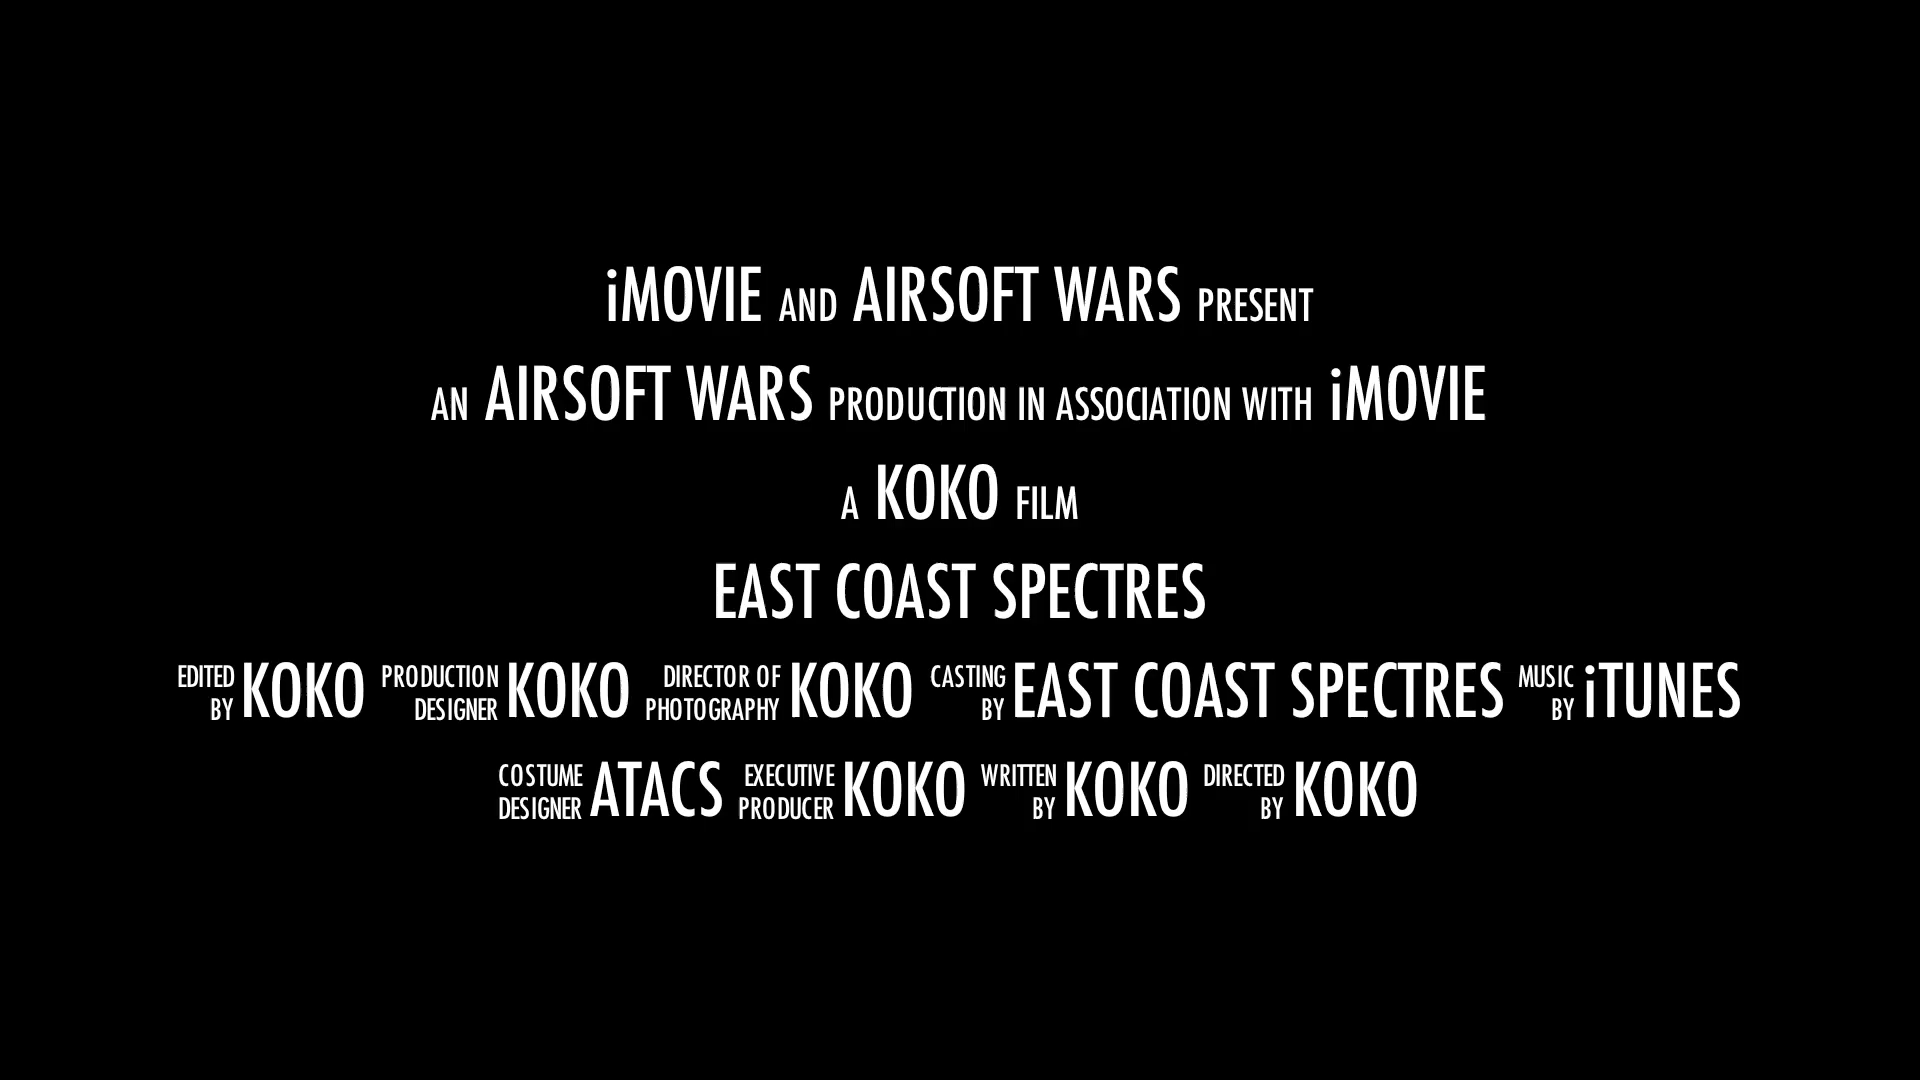 iMOVIE AND AIRSOFT WARS PRESENT
AN AIRSOFT WARS PRODUCTION IN ASSOCIATION WITH iMOVIE
A KOKO FILM
EAST COAST SPECTRES
EDITED BY KOKO PRODUCTION DESIGNER KOKO DIRECTOR OF PHOTOGRAPHY KOKO CASTING BY EAST COAST SPECTRES MUSIC BY iTUNES
COSTUME DESIGNER ATACS EXECUTIVE PRODUCER KOKO WRITTEN BY KOKO DIRECTED BY KOKO